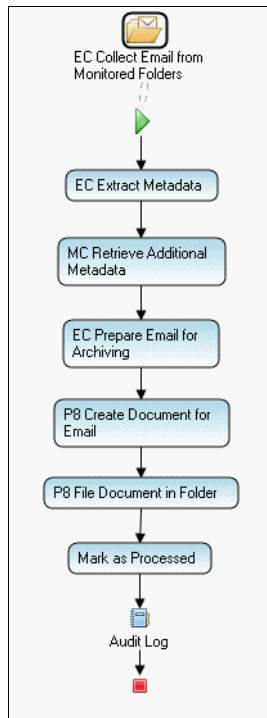 EC Collect Email from
Monitored Folders
EC Extract Metadata
MC Retrieve Additional
Metadata
EC Prepare Email for
Archiving
P8 Create Document for
Email
P8 File Document in Folder
Mark as Processed
Audit Log